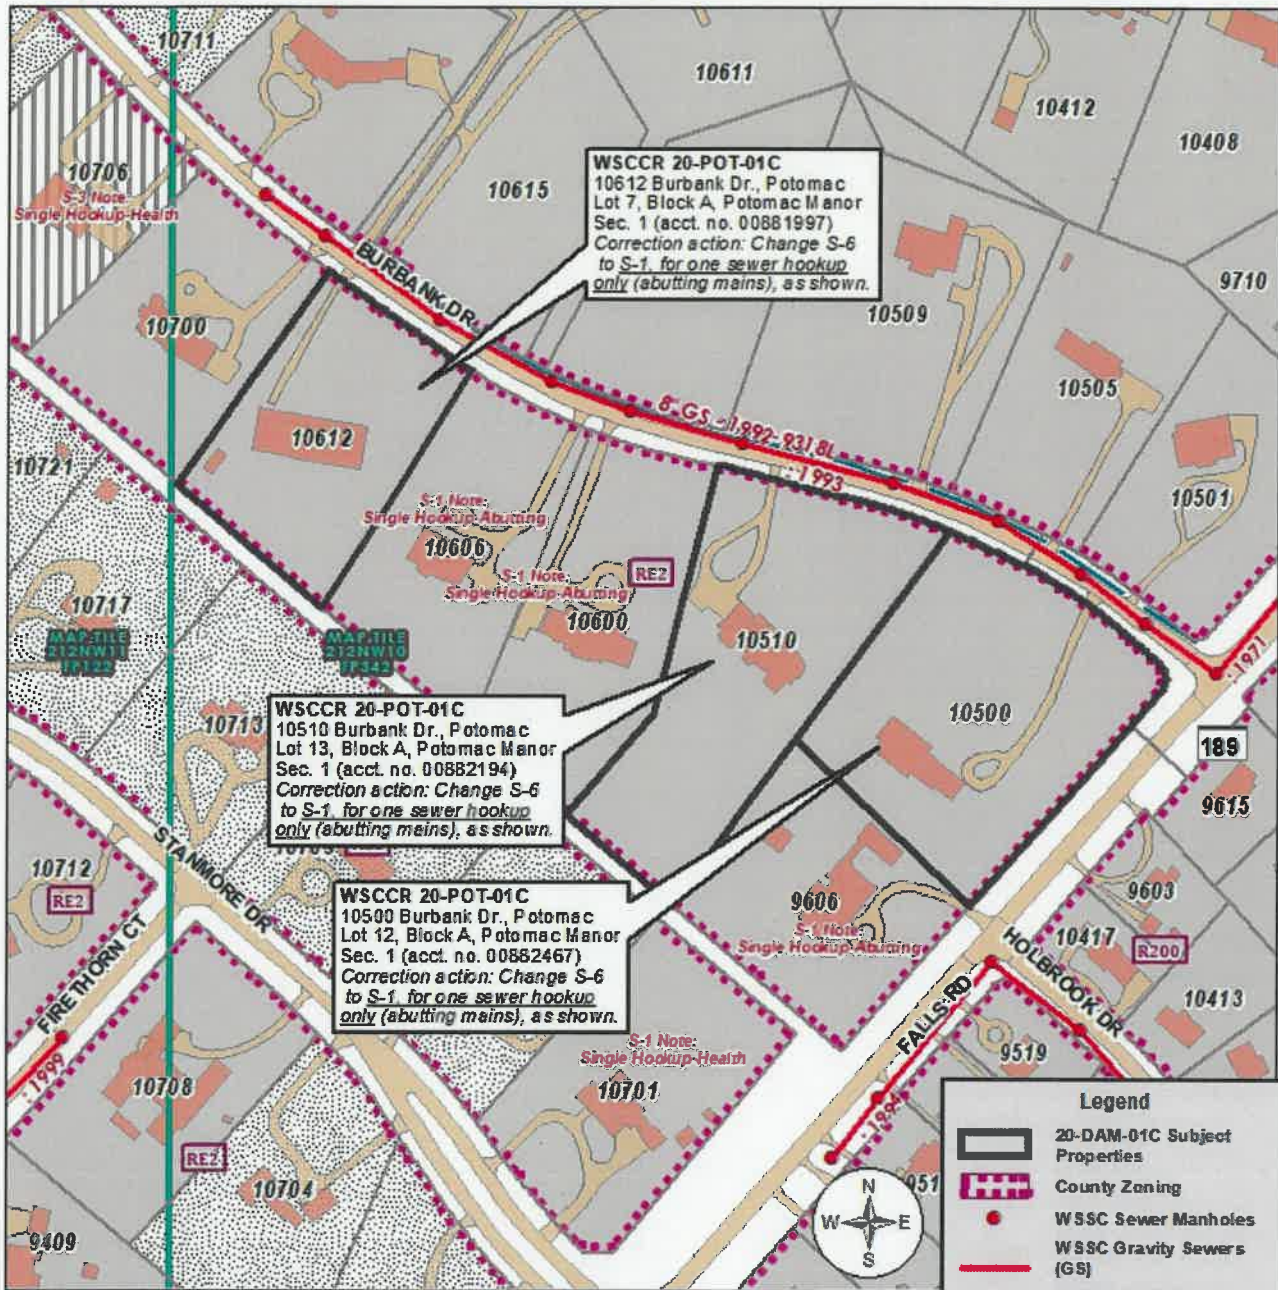 10711
10611
10412
10408
10706
S-3 Note:
Single Hookup-Health
10615
WSCCR 20-POT-01C
10612 Burbank Dr., Potomac
Lot 7, Block A, Potomac Manor
Sec. 1 (acct. no. 00881997)
Correction action: Change S-6
to S-1, for one sewer hookup
only (abutting mains), as shown.
BURBANK DR
9710
10700
10509
10505
10612
8" GS - 1992-9318L
: 1993
10721
10501
S-1 Note:
Single Hookup-Abutting
10606
S-1 Note:
Single Hookup-Abutting
RE2
10600
10717
MAP TILE
212NW11
FP122
MAP TILE
212NW10
FP342
10510
: 1971
10713
10500
189
WSCCR 20-POT-01C
10510 Burbank Dr., Potomac
Lot 13, Block A, Potomac Manor
Sec. 1 (acct. no. 00882194)
Correction action: Change S-6
to S-1, for one sewer hookup
only (abutting mains), as shown.
9615
STANMORE DR
10712
RE2
WSCCR 20-POT-01C
10500 Burbank Dr., Potomac
Lot 12, Block A, Potomac Manor
Sec. 1 (acct. no. 00882467)
Correction action: Change S-6
to S-1, for one sewer hookup
only (abutting mains), as shown.
9606
S-1 Note:
Single Hookup-Abutting
9603
10417
R200
HOLBROOK DR
FIRETHORN CT
FALLS RD
10413
: 1999
10708
S-1 Note:
Single Hookup-Health
10701
9519
: 1994
RE2
10704
9409
N
W
E
S
Legend
20-DAM-01C Subject
Properties
County Zoning
WSSC Sewer Manholes
WSSC Gravity Sewers
(GS)